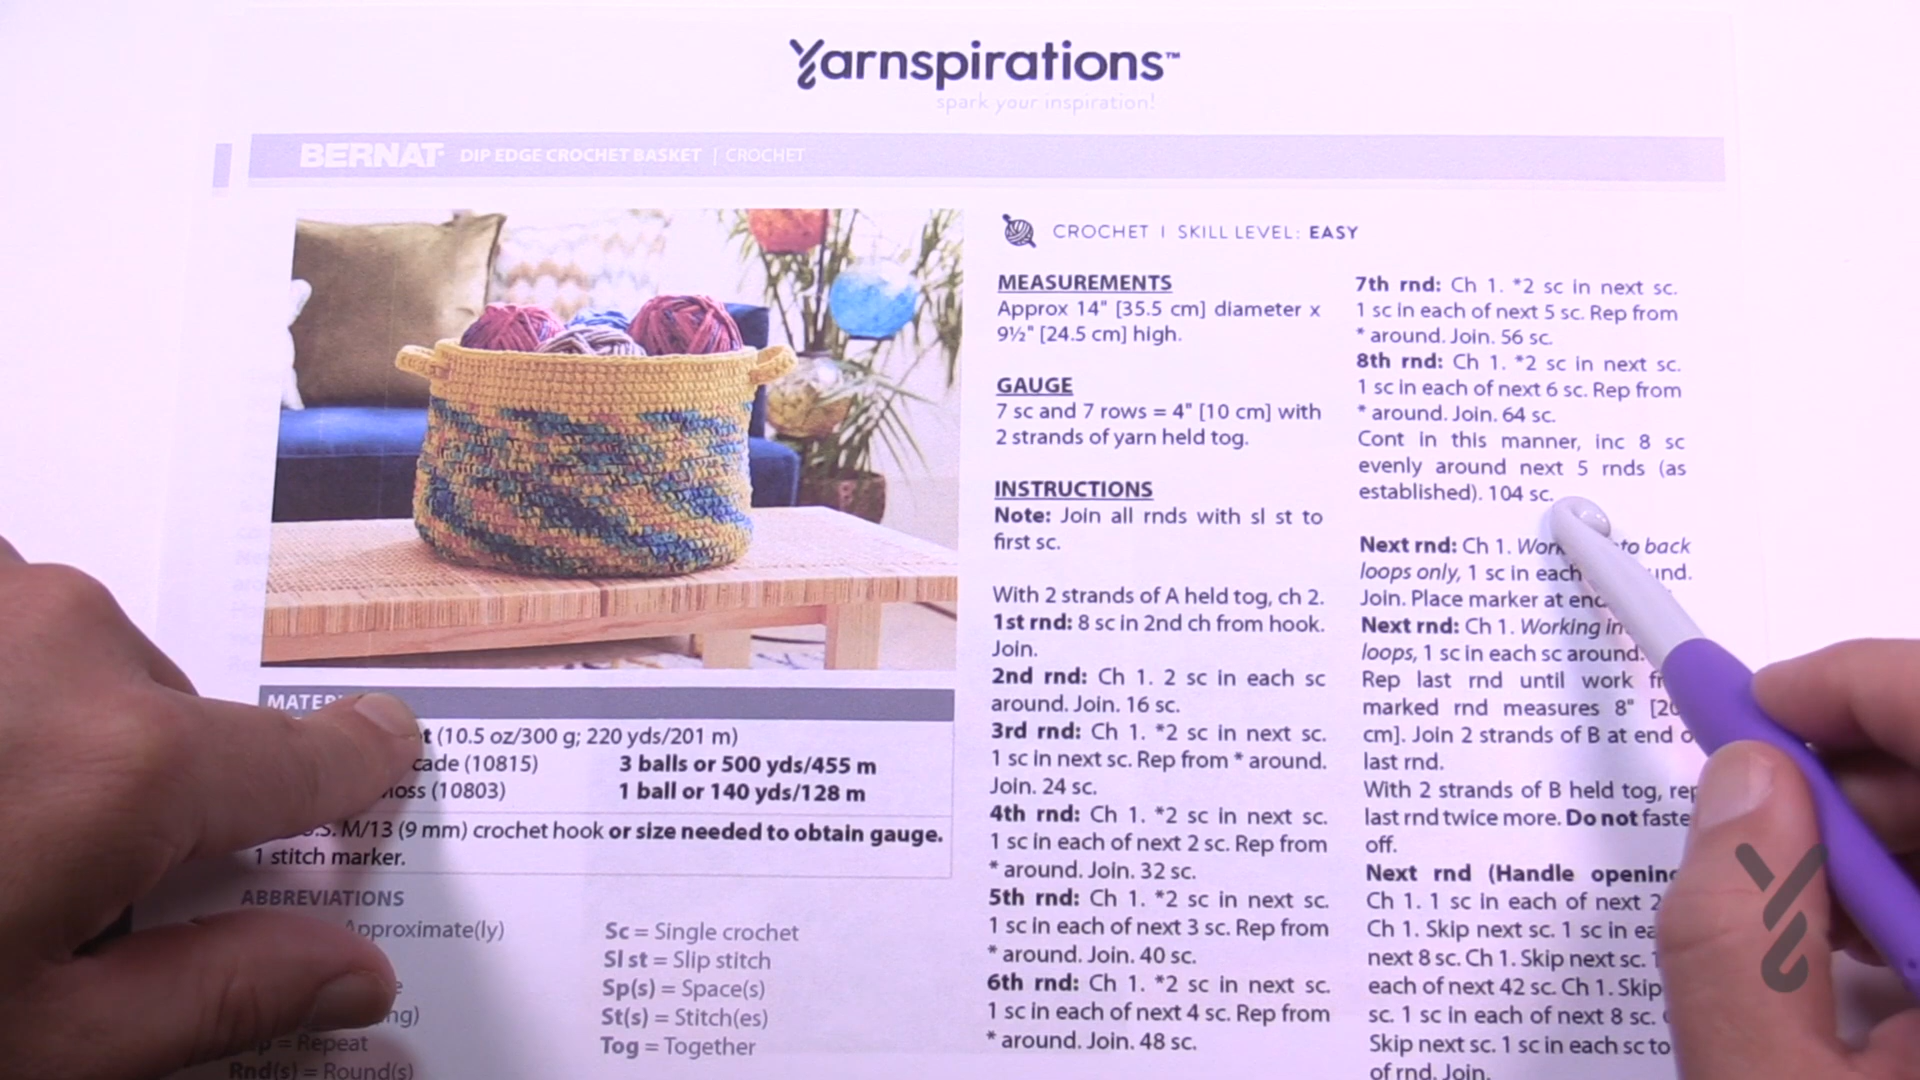 Yarnspirations™
spark your inspiration!
BERNAT® DIP EDGE CROCHET BASKET | CROCHET
CROCHET I SKILL LEVEL: EASY
MEASUREMENTS
Approx 14" [35.5 cm] diameter x
9½" [24.5 cm] high.
GAUGE
7 sc and 7 rows = 4" [10 cm] with
2 strands of yarn held tog.
INSTRUCTIONS
Note: Join all rnds with sl st to
first sc.
With 2 strands of A held tog, ch 2.
1st rnd: 8 sc in 2nd ch from hook.
Join.
2nd rnd: Ch 1. 2 sc in each sc
around. Join. 16 sc.
3rd rnd: Ch 1. *2 sc in next sc.
1 sc in next sc. Rep from * around.
Join. 24 sc.
4th rnd: Ch 1. *2 sc in next sc.
1 sc in each of next 2 sc. Rep from
* around. Join. 32 sc.
5th rnd: Ch 1. *2 sc in next sc.
1 sc in each of next 3 sc. Rep from
* around. Join. 40 sc.
6th rnd: Ch 1. *2 sc in next sc.
1 sc in each of next 4 sc. Rep from
* around. Join. 48 sc.
7th rnd: Ch 1. *2 sc in next sc.
1 sc in each of next 5 sc. Rep from
* around. Join. 56 sc.
8th rnd: Ch 1. *2 sc in next sc.
1 sc in each of next 6 sc. Rep from
* around. Join. 64 sc.
Cont in this manner, inc 8 sc
evenly around next 5 rnds (as
established). 104 sc.
Next rnd: Ch 1. to back
loops only, 1 sc in each
Join. Place marker at
Next rnd: Ch 1. Working
loops, 1 sc in each sc around.
Rep last rnd until work
marked rnd measures 8"
cm]. Join 2 strands of B at end
last rnd.
With 2 strands of B held tog, rep
last rnd twice more. Do not
off.
Next rnd (Handle
Ch 1. 1 sc in each of next
Ch 1. Skip next sc. 1 sc in
next 8 sc. Ch 1. Skip next sc.
each of next 42 sc. Ch 1. Skip
sc. 1 sc in each of next 8 sc.
Skip next sc. 1 sc in each sc to
of rnd. Join.
(10.5 oz/300 g; 220 yds/201 m)
(10815) 3 balls or 500 yds/455 m
(10803) 1 ball or 140 yds/128 m
M/13 (9 mm) crochet hook or size needed to obtain gauge.
1 stitch marker.
ABBREVIATIONS
Approximate(ly)
= Repeat
Rnd(s) = Round(s)
Sc = Single crochet
Sl st = Slip stitch
Sp(s) = Space(s)
St(s) = Stitch(es)
Tog = Together